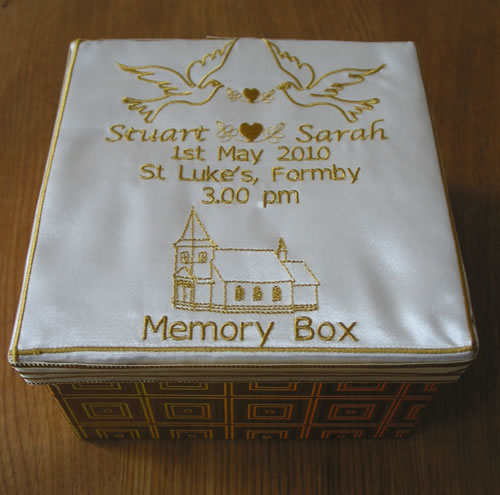 Stuart Sarah
1st May 2010
St Luke's, Formby
3.00 pm
Memory Box